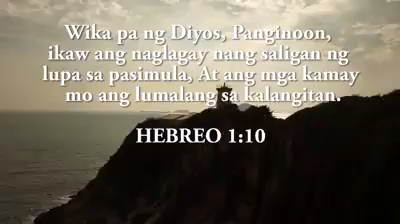 Wika pa ng Diyos, Panginoon,
ikaw ang naglagay nang saligan ng
lupa sa pasimula, At ang mga kamay
mo ang lumalang sa kalangitan.
HEBREO 1:10